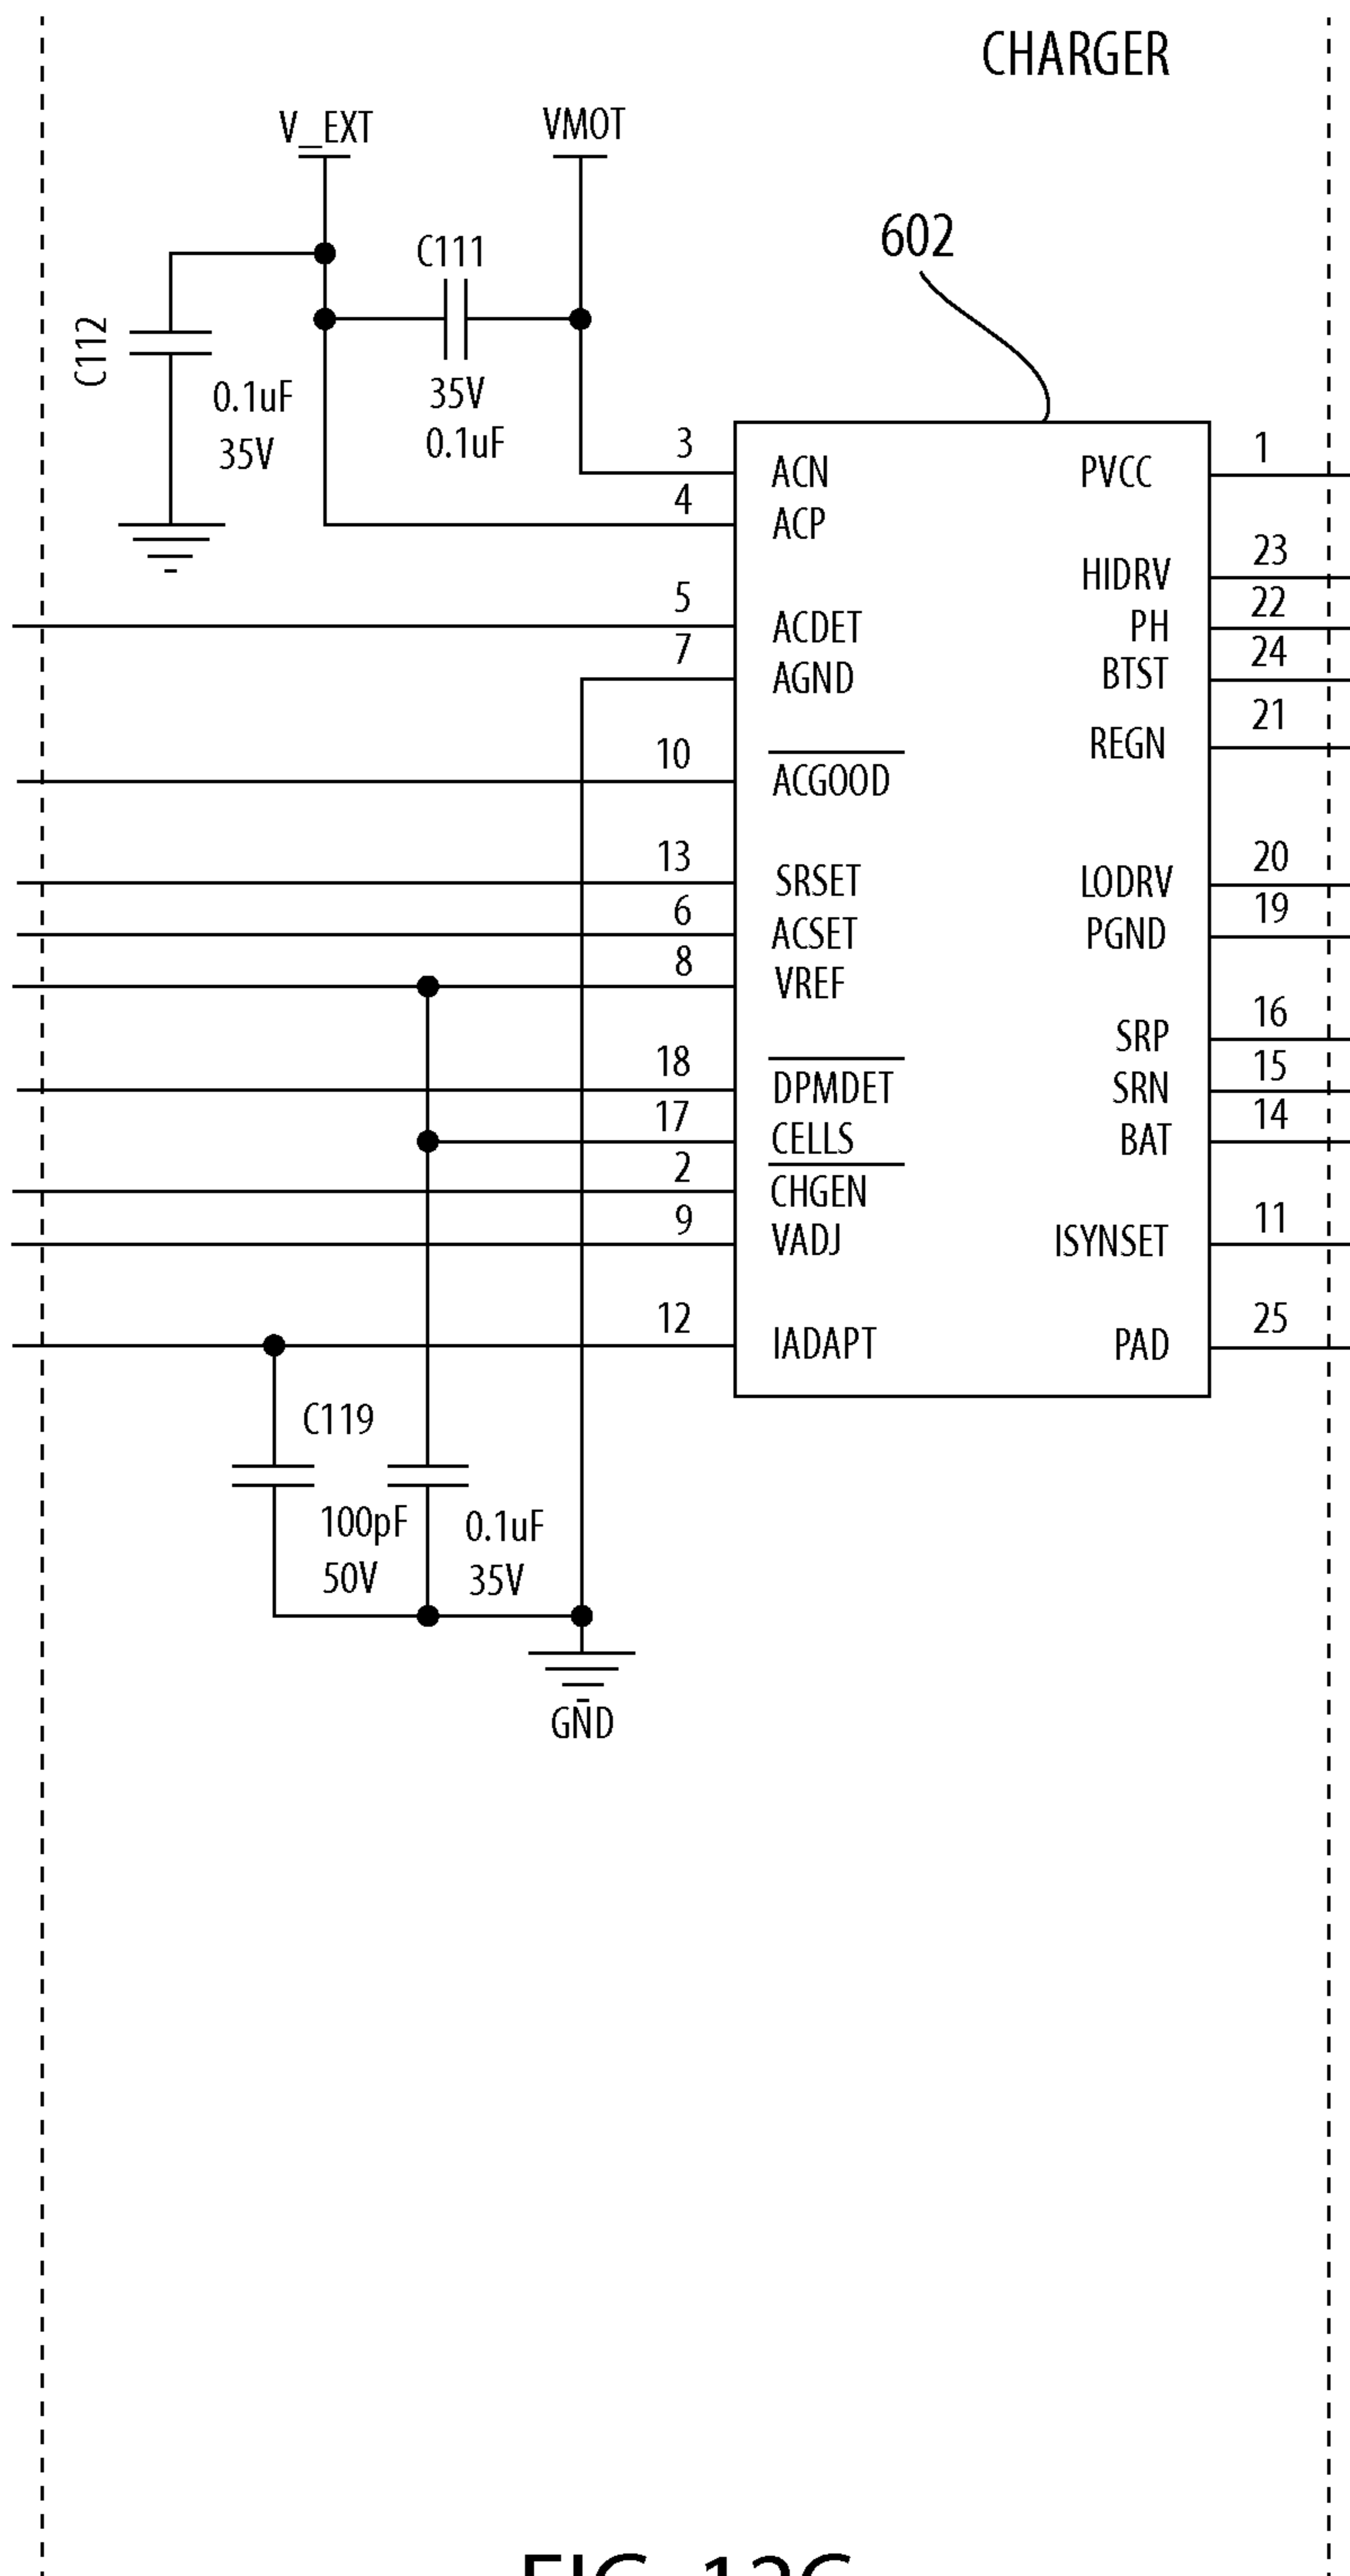 CHARGER
V_EXT
VMOT
602
C111
C112
0.1uF
35V
35V
0.1uF
3
ACN
PVCC
1
4
ACP
HIDRV
23
5
ACDET
PH
22
7
AGND
BTST
24
REGN
21
10
ACGOOD
13
SRSET
LODRV
20
6
ACSET
PGND
19
8
VREF
SRP
16
18
DPMDET
SRN
15
17
CELLS
BAT
14
2
CHGEN
9
VADJ
ISYNSET
11
12
IADAPT
PAD
25
C119
100pF
50V
0.1uF
35V
GND